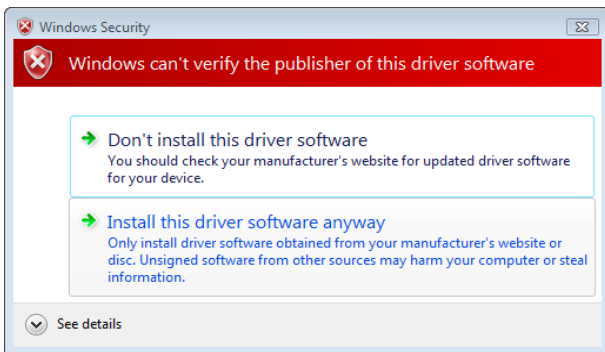 Windows Security
Windows can't verify the publisher of this driver software
Don't install this driver software
You should check your manufacturer's website for updated driver software
for your device.
Install this driver software anyway
Only install driver software obtained from your manufacturer's website or
disc. Unsigned software from other sources may harm your computer or steal
information.
See details